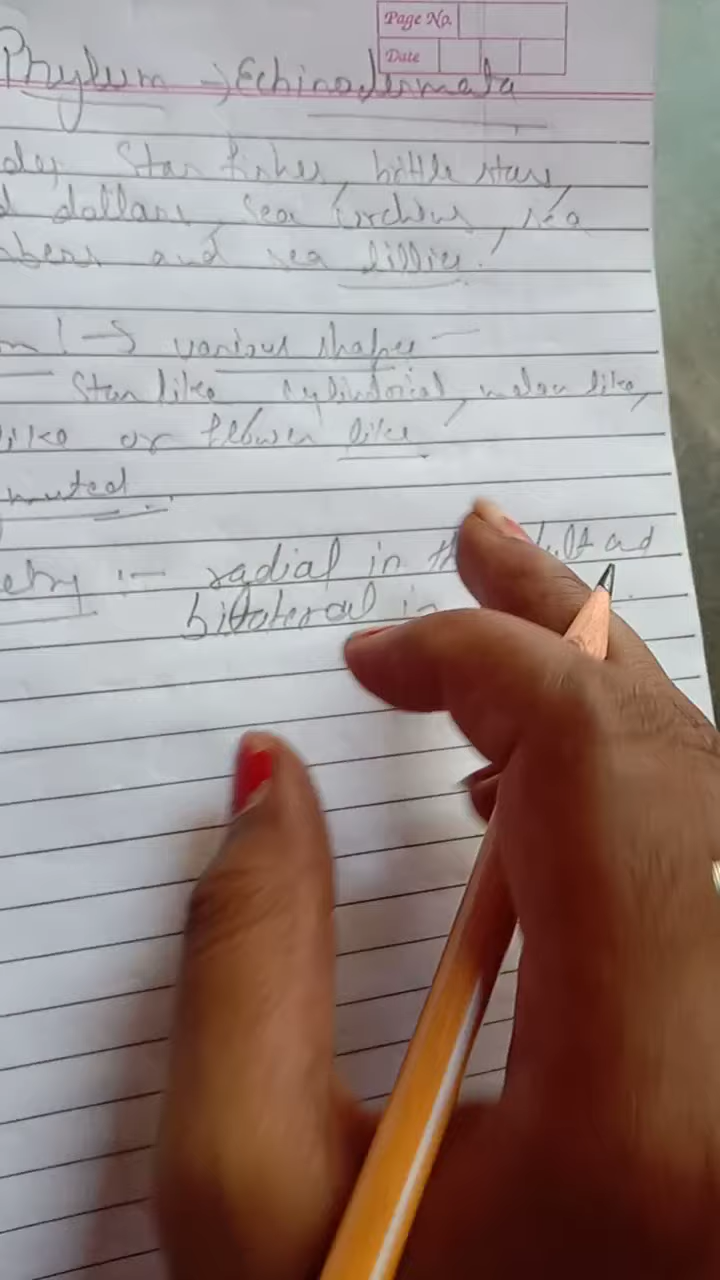 Page No.
Date
Phylum → Echinodermata
Star fishes, brittle stars,
dollars, sea urchins, sea
and sea lillies.
→ various shapes
Star like cylindrical, melon like,
like or flower like
:- radial in adult and
bilateral in